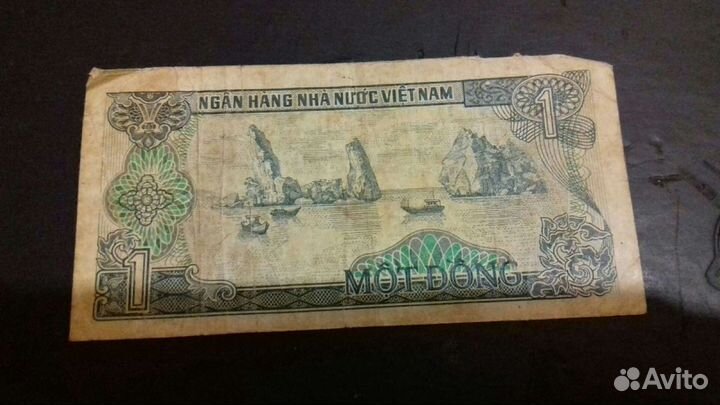 NGÂN HÀNG NHÀ NƯỚC VIỆT NAM
1
1
MỘT ĐỒNG
Avito